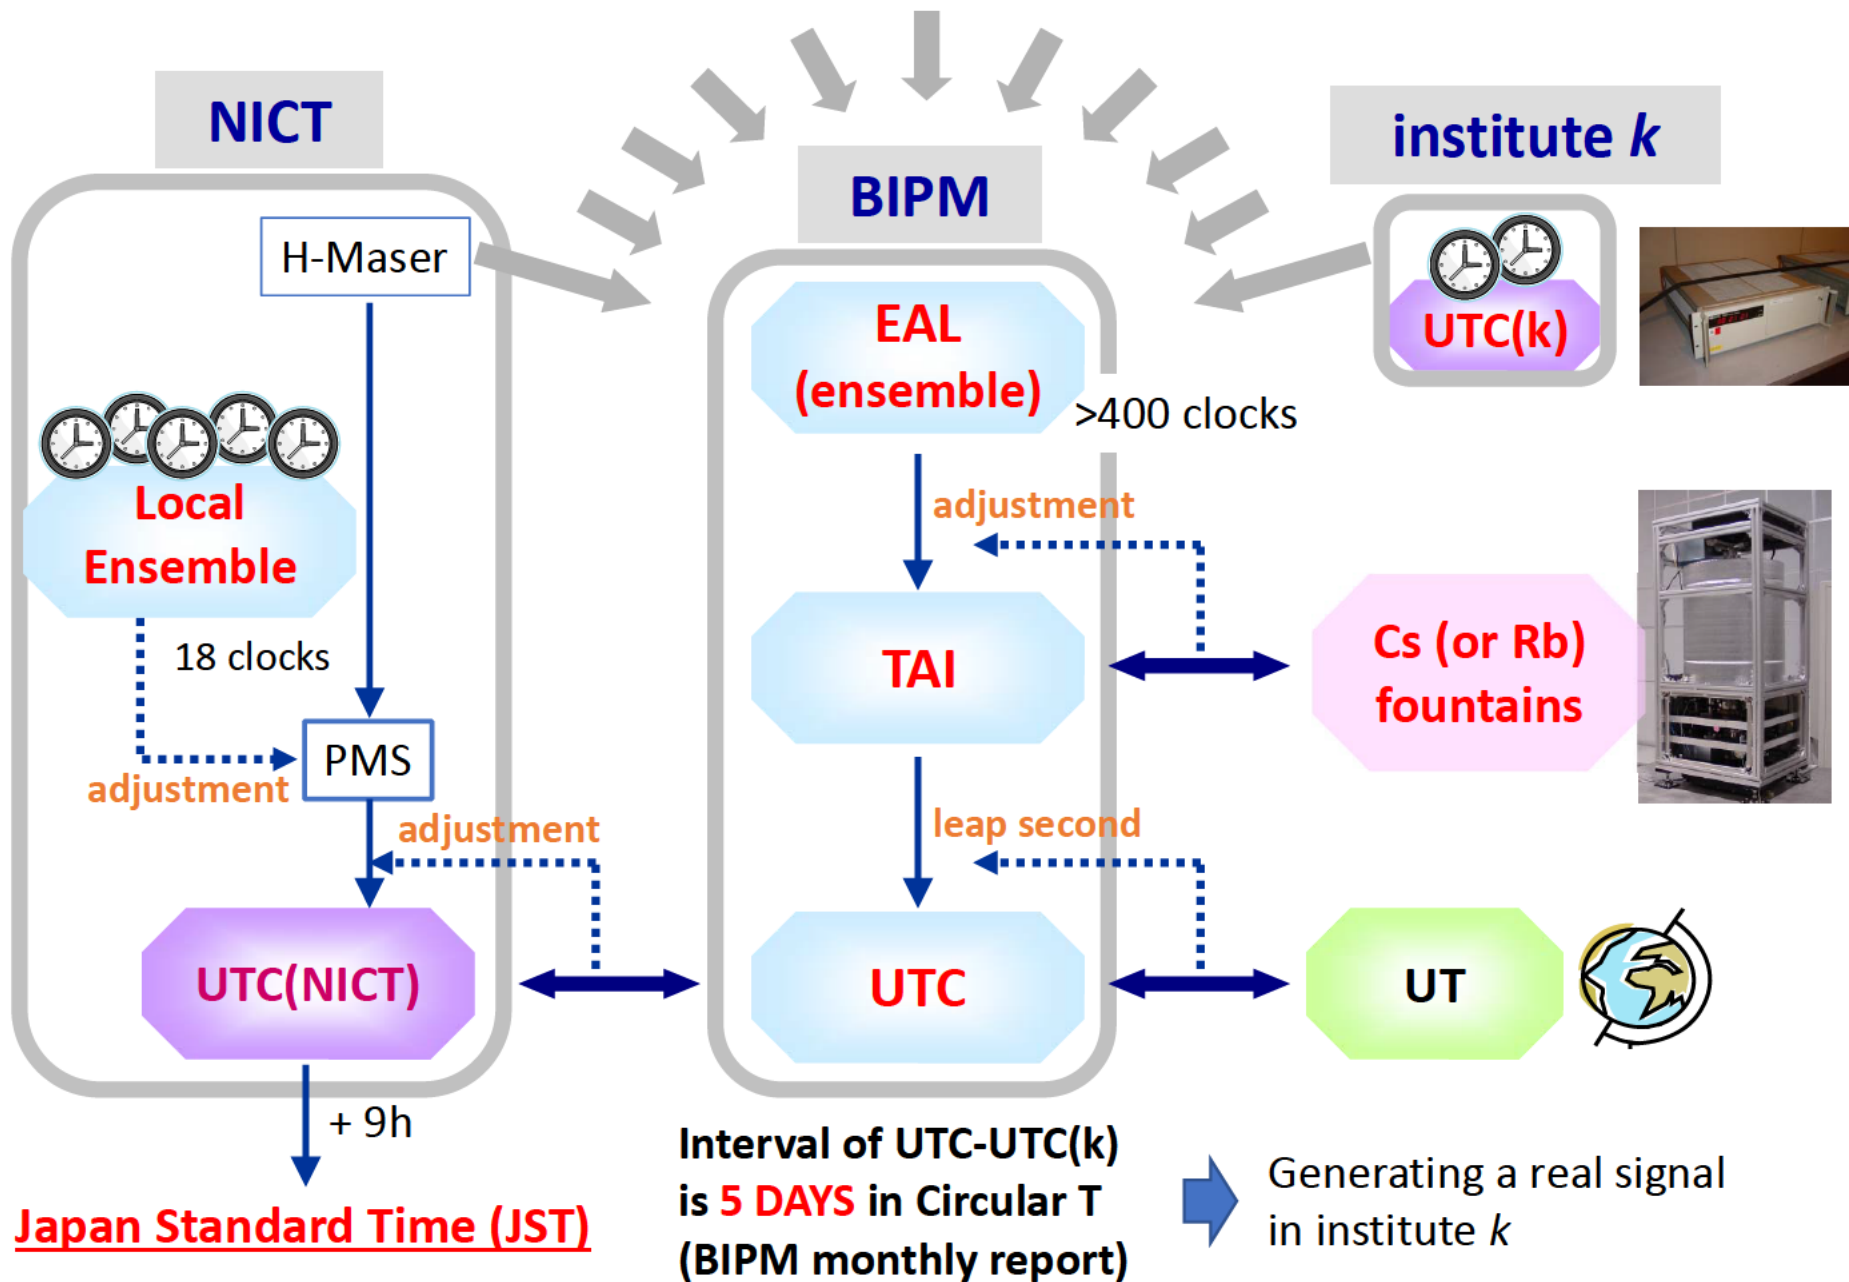 NICT
H-Maser
Local
Ensemble
18 clocks
adjustment
PMS
adjustment
UTC(NICT)
+ 9h
Japan Standard Time (JST)
BIPM
EAL
(ensemble)
>400 clocks
adjustment
TAI
leap second
UTC
Interval of UTC-UTC(k)
is 5 DAYS in Circular T
(BIPM monthly report)
institute k
UTC(k)
Cs (or Rb)
fountains
UT
Generating a real signal
in institute k